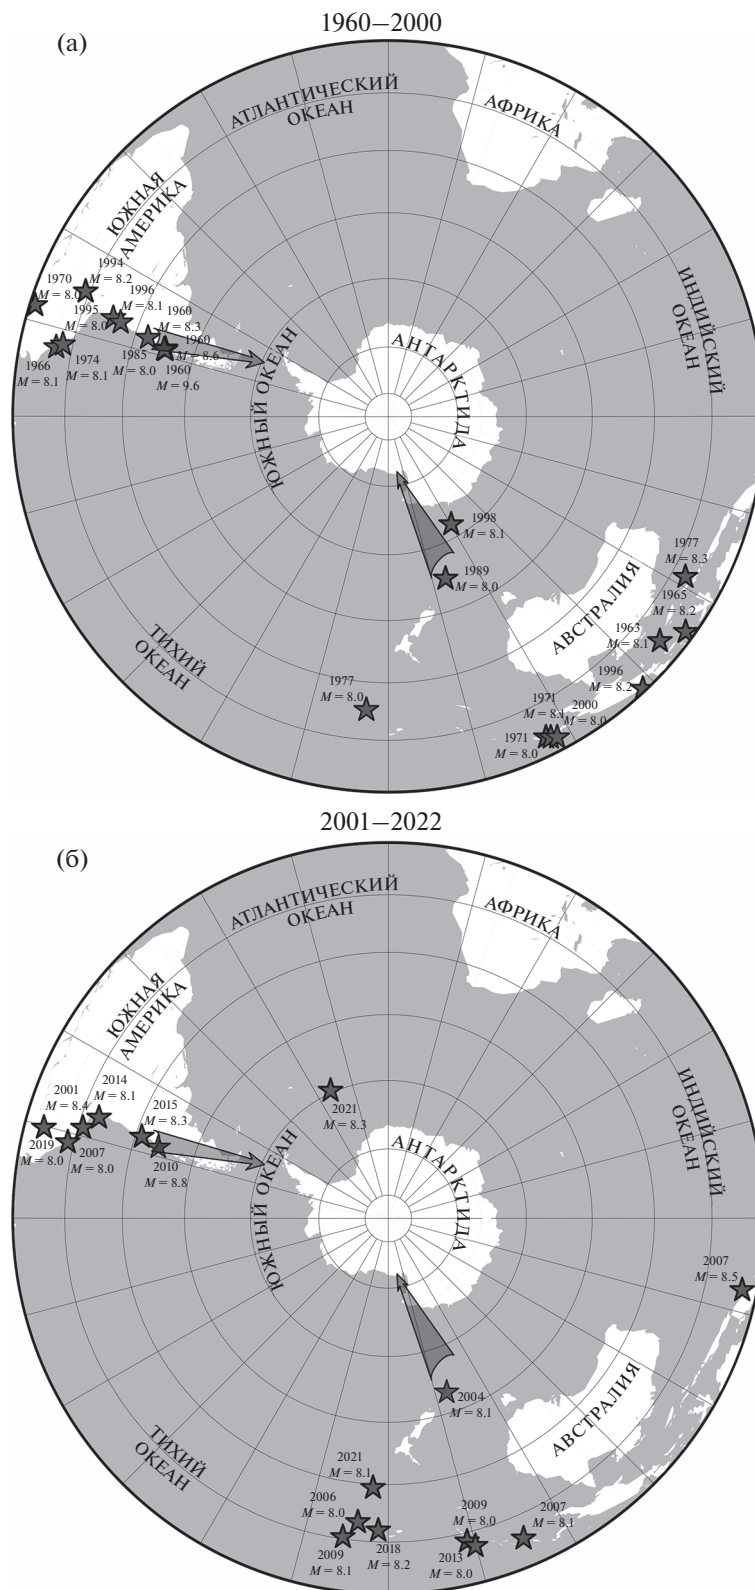 1960–2000
(а)
АТЛАНТИЧЕСКИЙ
ОКЕАН
АФРИКА
ЮЖНАЯ
АМЕРИКА
ИНДИЙСКИЙ
ОКЕАН
1994
M = 8.2
1970
M = 8.0
1996
M = 8.1
1995
M = 8.0
1960
M = 8.3
1960
M = 8.6
1966
M = 8.1
1974
M = 8.1
1985
M = 8.0
1960
M = 9.6
ЮЖНЫЙ ОКЕАН
АНТАРКТИДА
1998
M = 8.1
1989
M = 8.0
1977
M = 8.3
1965
M = 8.2
1963
M = 8.1
АВСТРАЛИЯ
ТИХИЙ
ОКЕАН
1996
M = 8.2
1977
M = 8.0
1971
M = 8.1
2000
M = 8.0
1971
M = 8.0
2001–2022
(б)
АТЛАНТИЧЕСКИЙ
ОКЕАН
АФРИКА
ЮЖНАЯ
АМЕРИКА
ИНДИЙСКИЙ
ОКЕАН
2001
M = 8.4
2014
M = 8.1
2015
M = 8.3
2021
M = 8.3
2019
M = 8.0
2007
M = 8.0
2010
M = 8.8
ЮЖНЫЙ ОКЕАН
АНТАРКТИДА
2007
M = 8.5
2004
M = 8.1
АВСТРАЛИЯ
ТИХИЙ
ОКЕАН
2021
M = 8.1
2006
M = 8.0
2009
M = 8.0
2007
M = 8.1
2009
M = 8.1
2018
M = 8.2
2013
M = 8.0